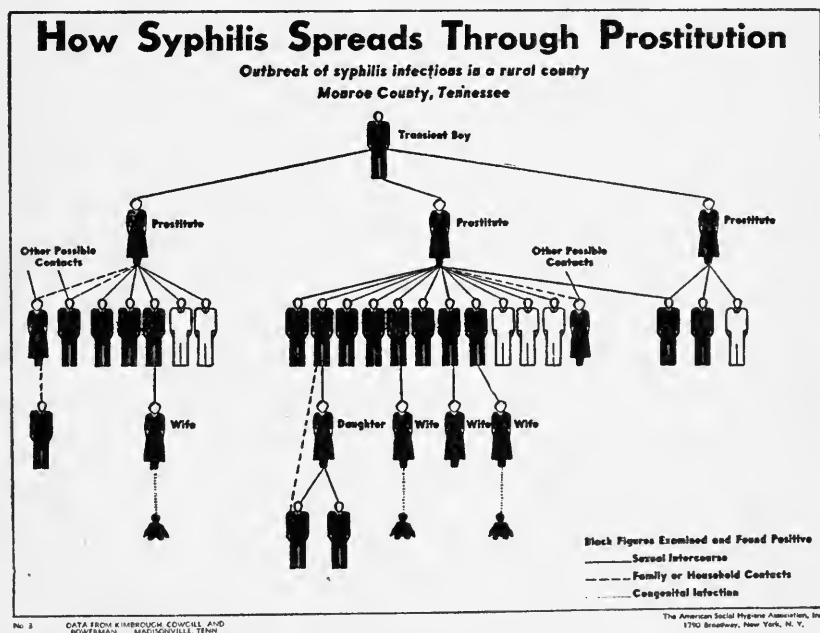 How Syphilis Spreads Through Prostitution
Outbreak of syphilis infections in a rural county
Monroe County, Tennessee
Transient Boy
Prostitute
Prostitute
Prostitute
Other Possible
Contacts
Other Possible
Contacts
Wife
Daughter
Wife
Wife
Wife
Black Figures Examined and Found Positive
Sexual Intercourse
Family or Household Contacts
Congenital Infection
No 3
DATA FROM KIMBROUGH, COWGILL AND
BOWERMAN MADISONVILLE, TENN
The American Social Hygiene Association, Inc
1790 Broadway, New York, N. Y.